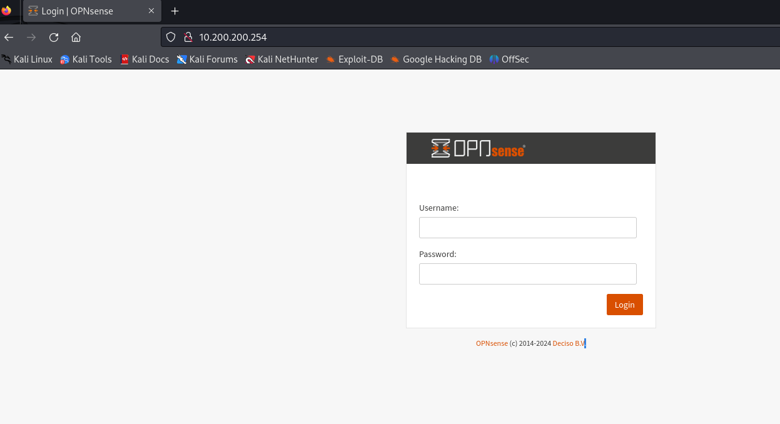 Login | OPNsense
10.200.200.254
Kali Linux Kali Tools Kali Docs Kali Forums Kali NetHunter Exploit-DB Google Hacking DB OffSec
OPNsense
Username:
Password:
Login
OPNsense (c) 2014-2024 Deciso B.V.